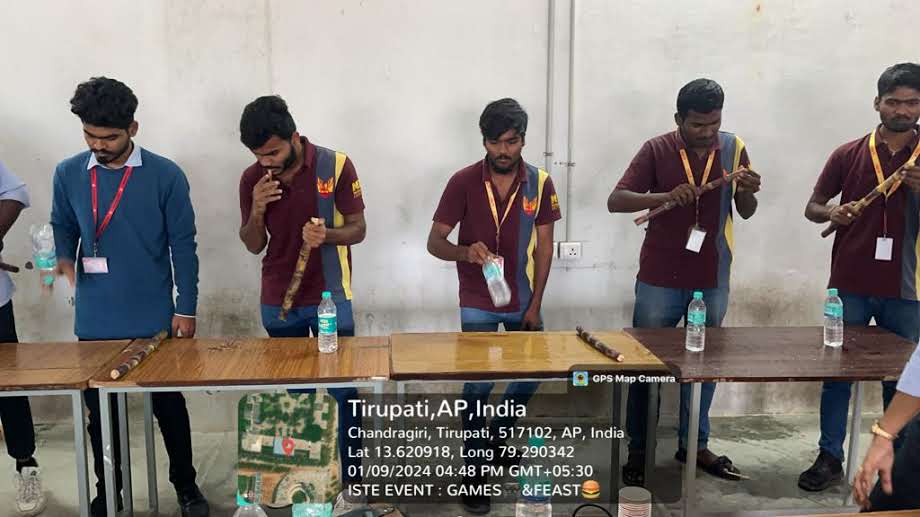 GPS Map Camera
Tirupati,AP,India
Chandragiri, Tirupati, 517102, AP, India
Lat 13.620918, Long 79.290342
01/09/2024 04:48 PM GMT+05:30
ISTE EVENT : GAMES 🎮 &FEAST🍔